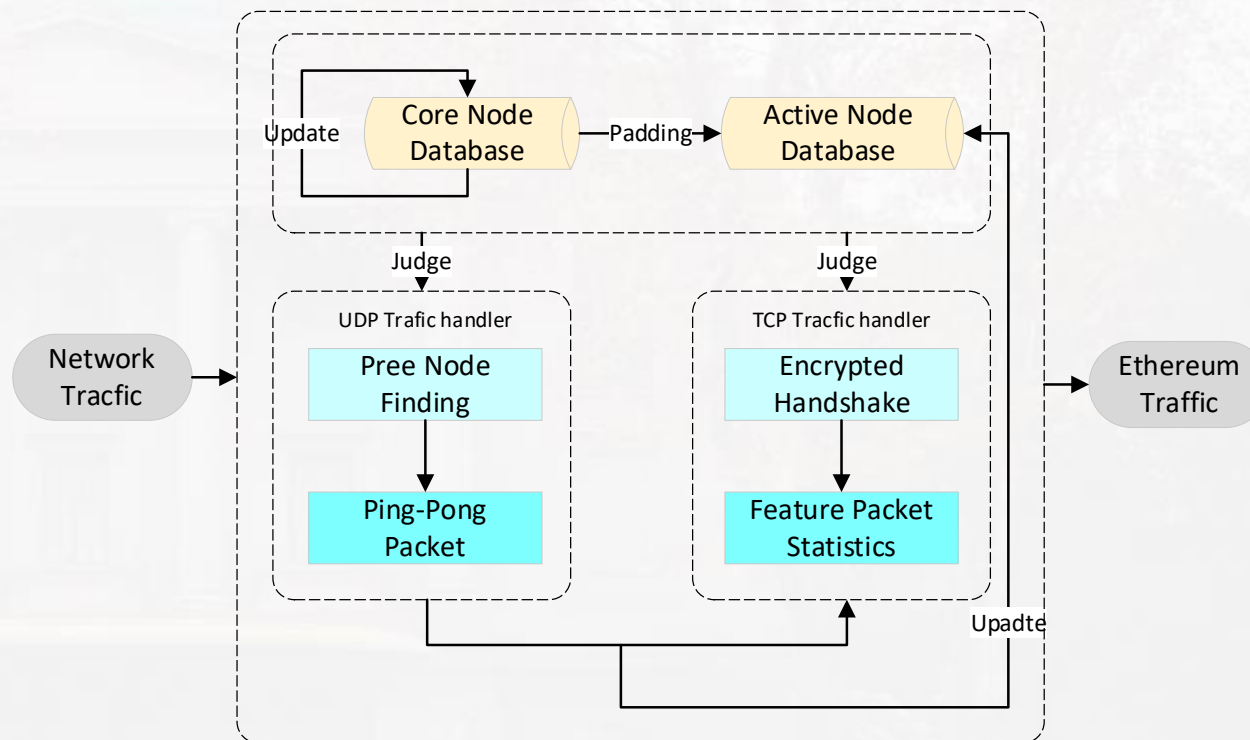 Core Node
Database
Active Node
Database
Update
Padding
Judge
Judge
UDP Trafic handler
TCP Tracfic handler
Network
Tracfic
Pree Node
Finding
Encrypted
Handshake
Ethereum
Traffic
Ping-Pong
Packet
Feature Packet
Statistics
Upadte